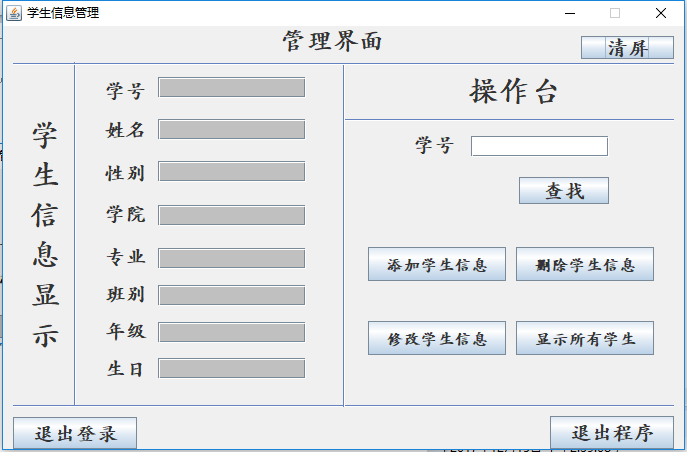 学生信息管理
管理界面
清屏
学生信息显示
学号
姓名
性别
学院
专业
班别
年级
生日
操作台
学号
查找
添加学生信息
删除学生信息
修改学生信息
显示所有学生
退出登录
退出程序